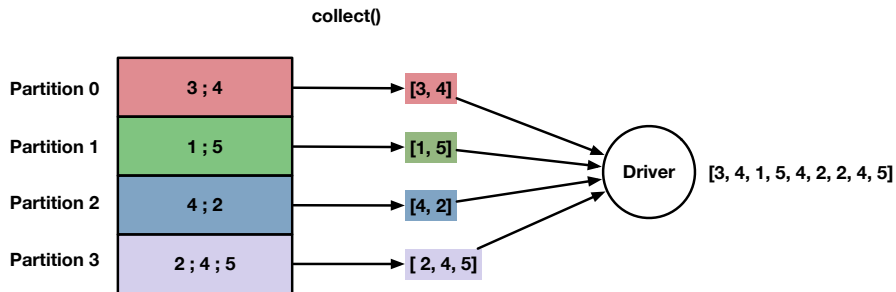 collect()
Partition 0
3 ; 4
[3, 4]
Partition 1
1 ; 5
[1, 5]
Driver
[3, 4, 1, 5, 4, 2, 2, 4, 5]
Partition 2
4 ; 2
[4, 2]
Partition 3
2 ; 4 ; 5
[ 2, 4, 5]